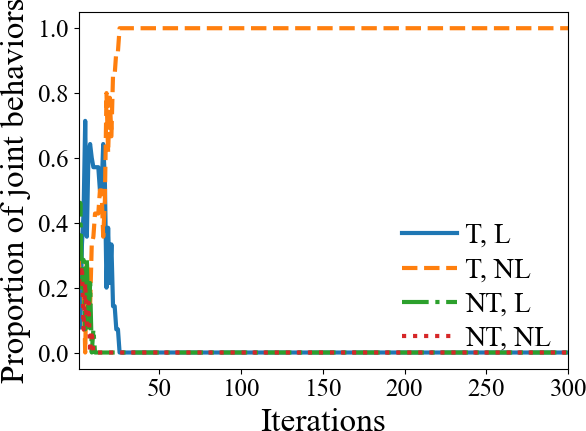 Proportion of joint behaviors
1.0
0.8
0.6
0.4
0.2
0.0
T, L
T, NL
NT, L
NT, NL
50 100 150 200 250 300
Iterations